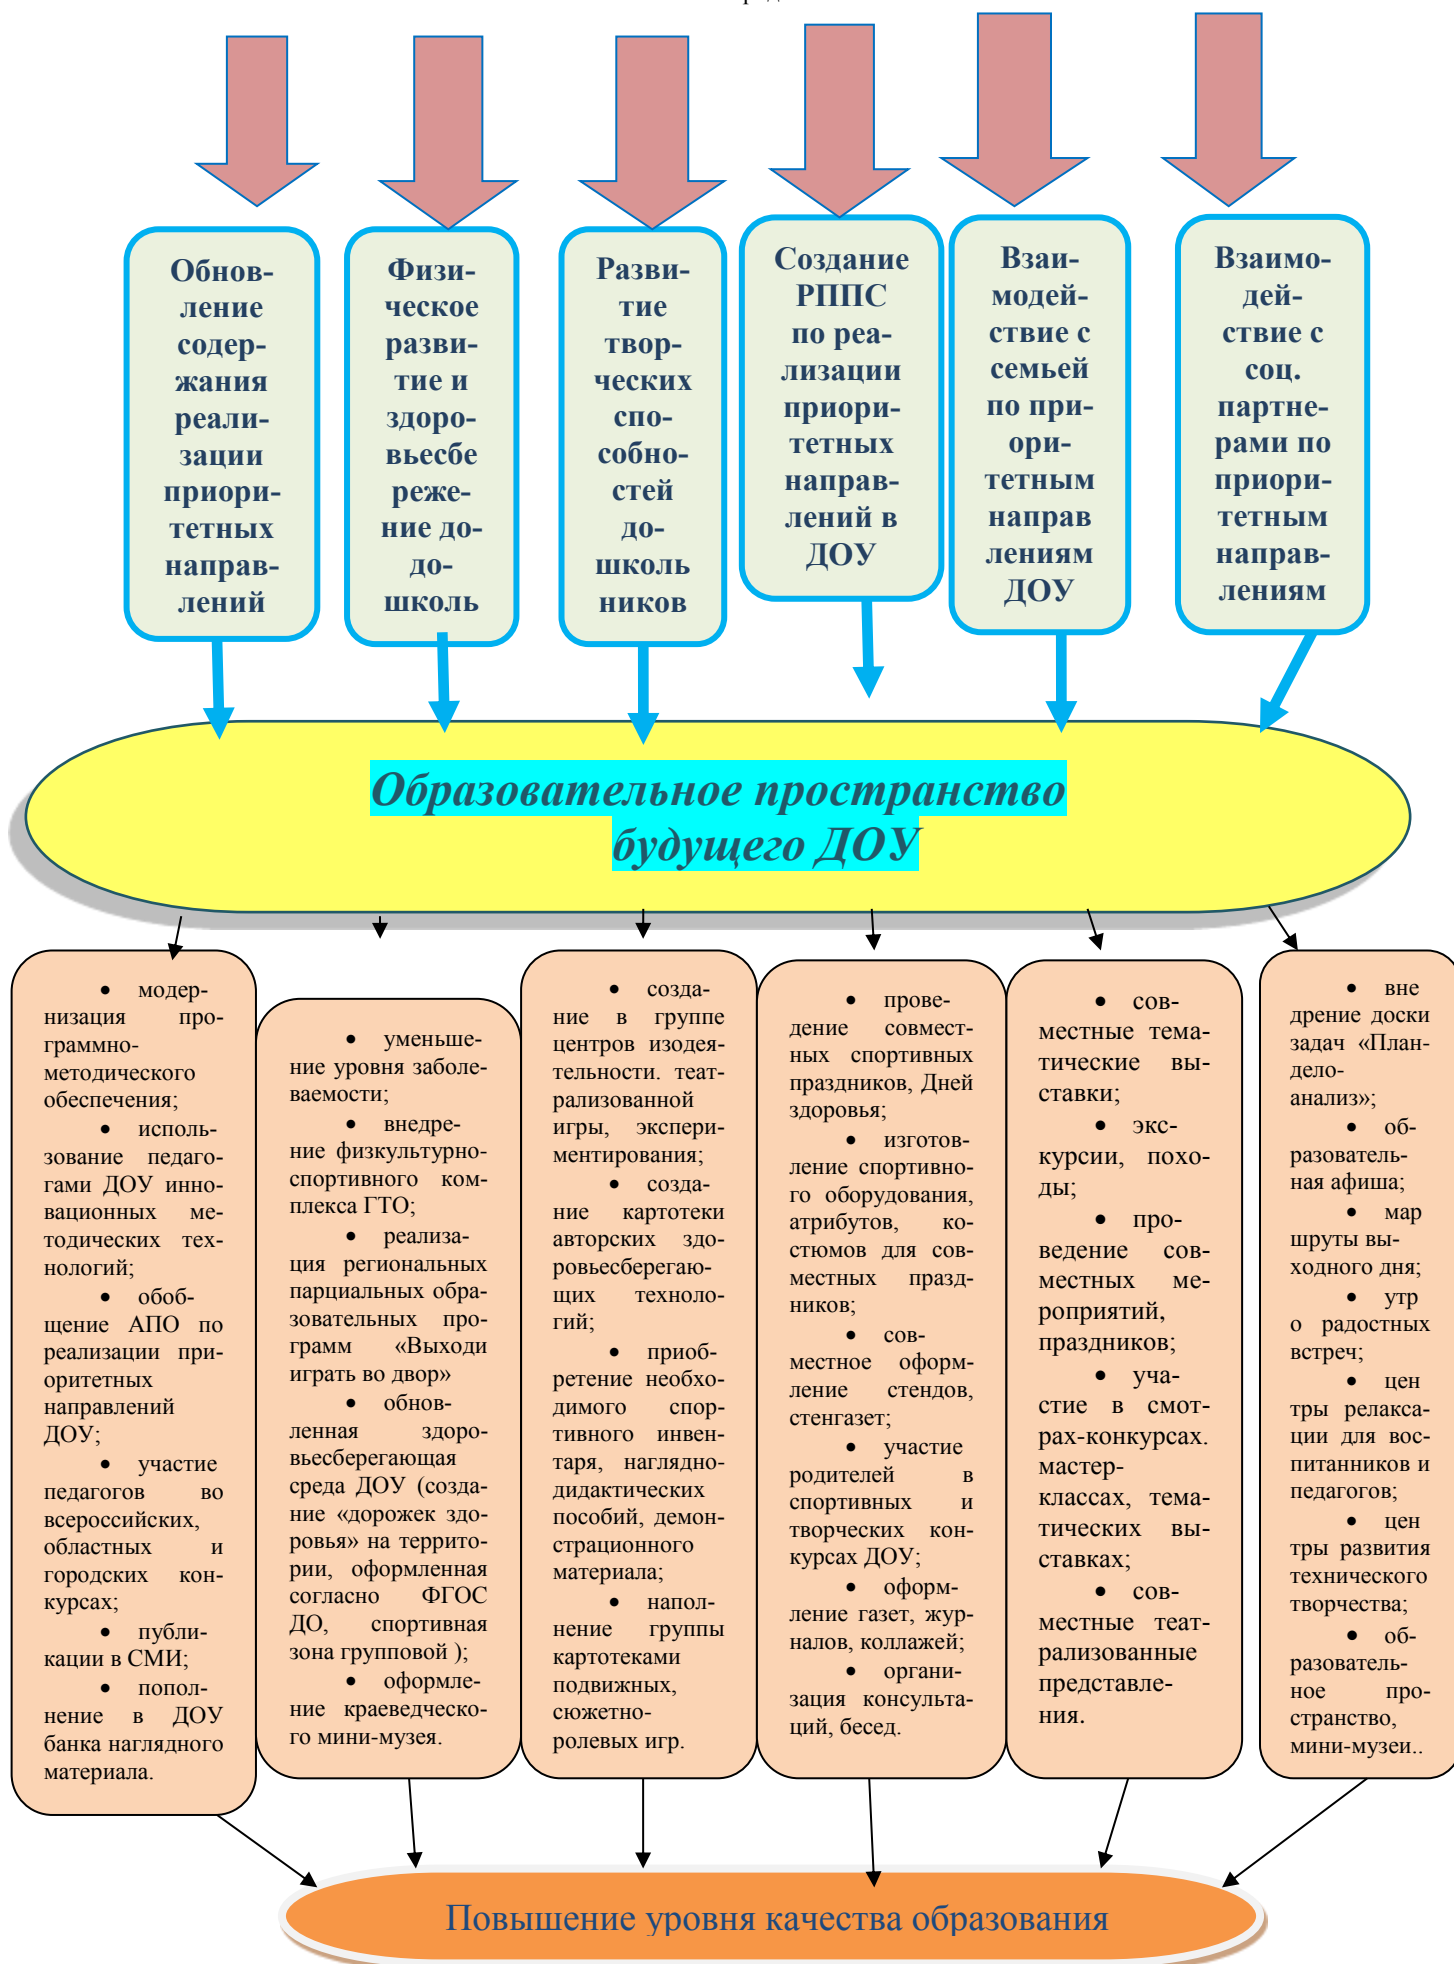 Обнов-
ление
содер-
жания
реали-
зации
приори-
тетных
направ-
лений
Физи-
ческое
разви-
тие и
здоро-
вьесбе
реже-
ние до-
до-
школь
Разви-
тие
твор-
ческих
спо-
собно-
стей
до-
школь
ников
Создание
РППС
по реа-
лизации
приори-
тетных
направ-
лений в
ДОУ
Взаи-
модей-
ствие с
семьей
по при-
ори-
тетным
направ
лениям
ДОУ
Взаимо-
дей-
ствие с
соц.
партне-
рами по
приори-
тетным
направ-
лениям
Образовательное пространство
будущего ДОУ
• модер-
низация про-
граммно-
методического
обеспечения;
• исполь-
зование педаго-
гами ДОУ инно-
вационных ме-
тодических тех-
нологий;
• обоб-
щение АПО по
реализации при-
оритетных
направлений
ДОУ;
• участие
педагогов во
всероссийских,
областных и
городских кон-
курсах;
• публи-
кации в СМИ;
• попол-
нение в ДОУ
банка наглядного
материала.
• уменьше-
ние уровня заболе-
ваемости;
• внедре-
ние физкультурно-
спортивного ком-
плекса ГТО;
• реализа-
ция региональных
парциальных обра-
зовательных про-
грамм «Выходи
играть во двор»
• обнов-
ленная здоро-
вьесберегающая
среда ДОУ (созда-
ние «дорожек здо-
ровья» на террито-
рии, оформленная
согласно ФГОС
ДО, спортивная
зона групповой );
• оформле-
ние краеведческо-
го мини-музея.
• созда-
ние в группе
центров изодея-
тельности. теат-
рализованной
игры, экспери-
ментирования;
• созда-
ние картотеки
авторских здо-
ровьесберегаю-
щих техноло-
гий;
• приоб-
ретение необхо-
димого спор-
тивного инвен-
таря, наглядно-
дидактических
пособий, демон-
страционного
материала;
• напол-
нение группы
картотеками
подвижных,
сюжетно-
ролевых игр.
• прове-
дение совмест-
ных спортивных
праздников, Дней
здоровья;
• изготов-
ление спортивно-
го оборудования,
атрибутов, ко-
стюмов для сов-
местных празд-
ников;
• сов-
местное оформ-
ление стендов,
стенгазет;
• участие
родителей в
спортивных и
творческих кон-
курсах ДОУ;
• оформ-
ление газет, жур-
налов, коллажей;
• органи-
зация консульта-
ций, бесед.
• сов-
местные тема-
тические вы-
ставки;
• экс-
курсии, похо-
ды;
• про-
ведение сов-
местных ме-
роприятий,
праздников;
• уча-
стие в смот-
рах-конкурсах.
мастер-
классах, тема-
тических вы-
ставках;
• сов-
местные теат-
рализованные
представле-
ния.
• вне
дрение доски
задач «План-
дело-
анализ»;
• об-
разователь-
ная афиша;
• мар
шруты вы-
ходного дня;
• утр
о радостных
встреч;
• цен
тры релакса-
ции для вос-
питанников и
педагогов;
• цен
тры развития
технического
творчества;
• об-
разователь-
ное про-
странство,
мини-музеи..
Повышение уровня качества образования